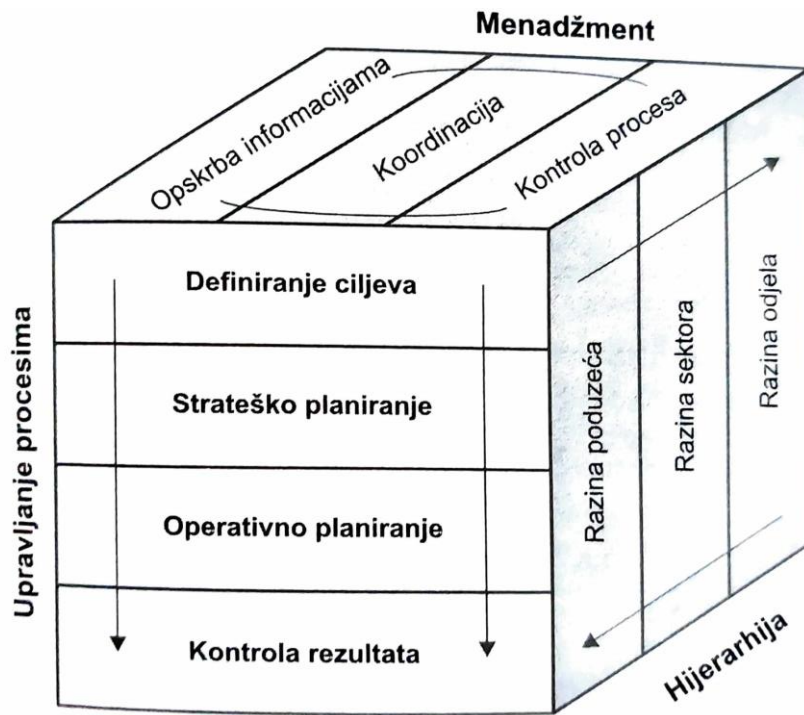 Menadžment
Opskrba informacijama
Koordinacija
Kontrola procesa
Upravljanje procesima
Definiranje ciljeva
Strateško planiranje
Operativno planiranje
Kontrola rezultata
Razina poduzeća
Razina sektora
Razina odjela
Hijerarhija